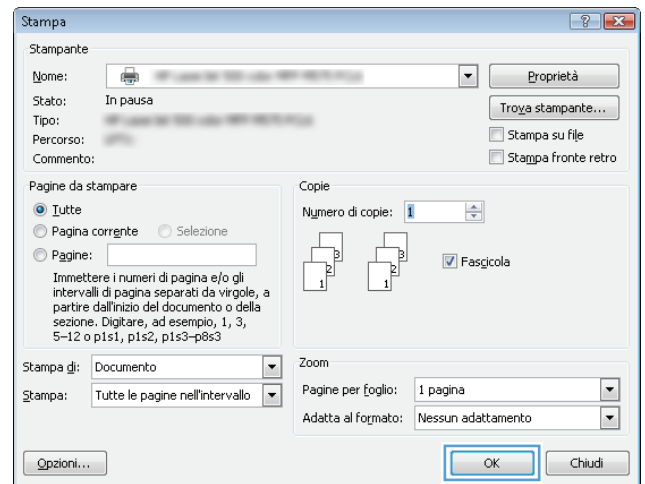 Stampa
Stampante
Nome:
Proprietà
Stato: In pausa
Trova stampante...
Tipo:
Stampa su file
Percorso:
Commento:
Stampa fronte retro
Pagine da stampare
Tutte
Pagina corrente Selezione
Pagine:
Immettere i numeri di pagina e/o gli
intervalli di pagina separati da virgole, a
partire dall'inizio del documento o della
sezione. Digitare, ad esempio, 1, 3,
5–12 o p1s1, p1s2, p1s3–p8s3
Copie
Numero di copie: 1
3 3
2 2
1 1
Fascicola
Stampa di: Documento
Stampa: Tutte le pagine nell'intervallo
Zoom
Pagine per foglio: 1 pagina
Adatta al formato: Nessun adattamento
Opzioni...
OK
Chiudi